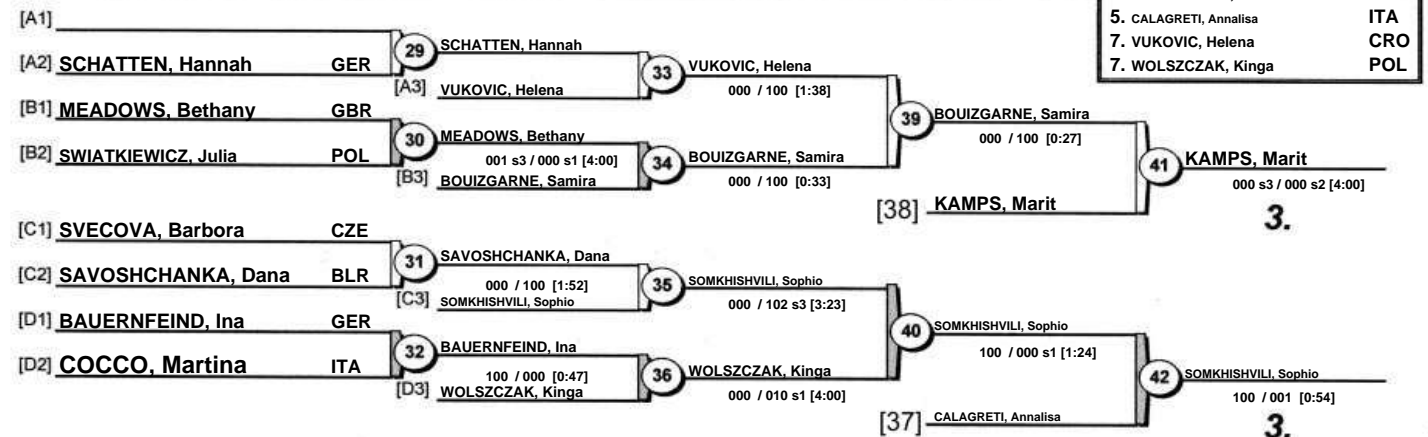 5. CALAGRETI, Annalisa ITA
7. VUKOVIC, Helena CRO
7. WOLSZCZAK, Kinga POL
[A1]
[A2] SCHATTEN, Hannah GER
29
SCHATTEN, Hannah
[A3] VUKOVIC, Helena
33
VUKOVIC, Helena
000 / 100 [1:38]
[B1] MEADOWS, Bethany GBR
[B2] SWIATKIEWICZ, Julia POL
30
MEADOWS, Bethany
001 s3 / 000 s1 [4:00]
[B3] BOUIZGARNE, Samira
34
BOUIZGARNE, Samira
000 / 100 [0:33]
39
BOUIZGARNE, Samira
000 / 100 [0:27]
[38] KAMPS, Marit
41
KAMPS, Marit
000 s3 / 000 s2 [4:00]
3.
[C1] SVECOVA, Barbora CZE
[C2] SAVOSHCHANKA, Dana BLR
31
SAVOSHCHANKA, Dana
000 / 100 [1:52]
[C3] SOMKHISHVILI, Sophio
35
SOMKHISHVILI, Sophio
000 / 102 s3 [3:23]
[D1] BAUERNFEIND, Ina GER
[D2] COCCO, Martina ITA
32
BAUERNFEIND, Ina
100 / 000 [0:47]
[D3] WOLSZCZAK, Kinga
36
WOLSZCZAK, Kinga
000 / 010 s1 [4:00]
40
SOMKHISHVILI, Sophio
100 / 000 s1 [1:24]
[37] CALAGRETI, Annalisa
42
SOMKHISHVILI, Sophio
100 / 001 [0:54]
3.